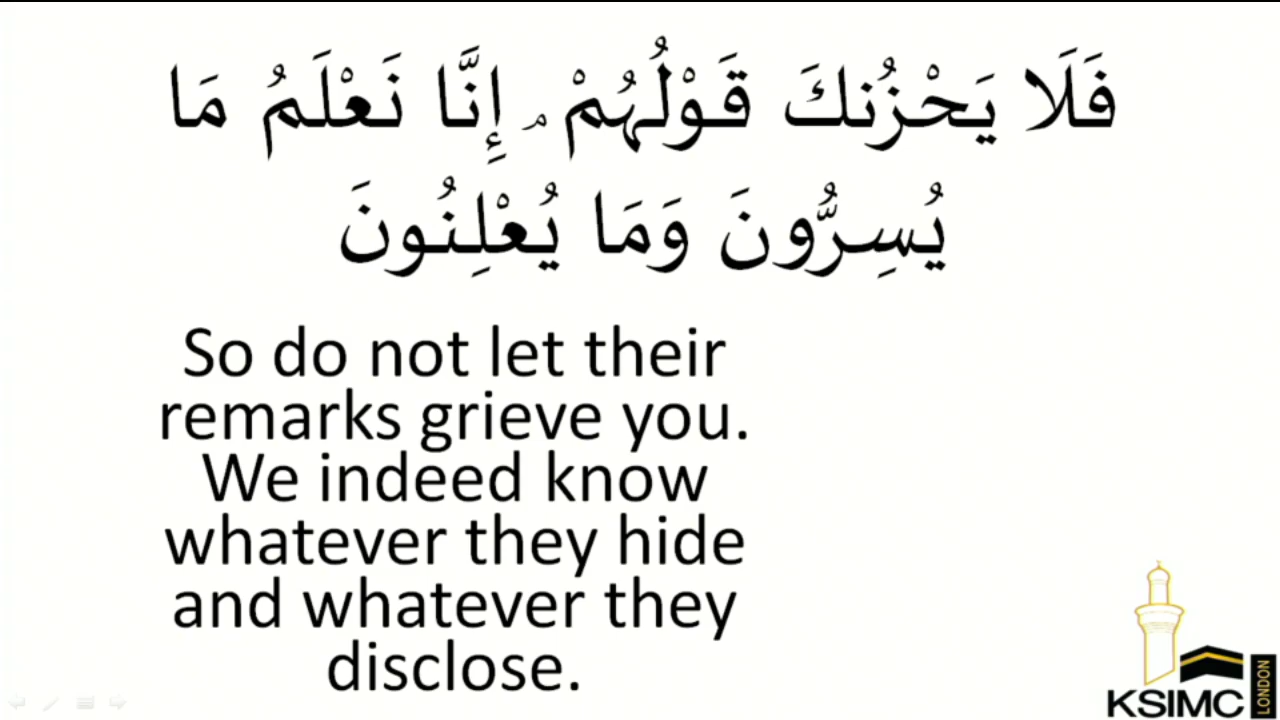 فَلَا يَحْزُنكَ قَوْلُهُمْ ۘ إِنَّا نَعْلَمُ مَا
يُسِرُّونَ وَمَا يُعْلِنُونَ
So do not let their
remarks grieve you.
We indeed know
whatever they hide
and whatever they
disclose.
KSIMC
LONDON